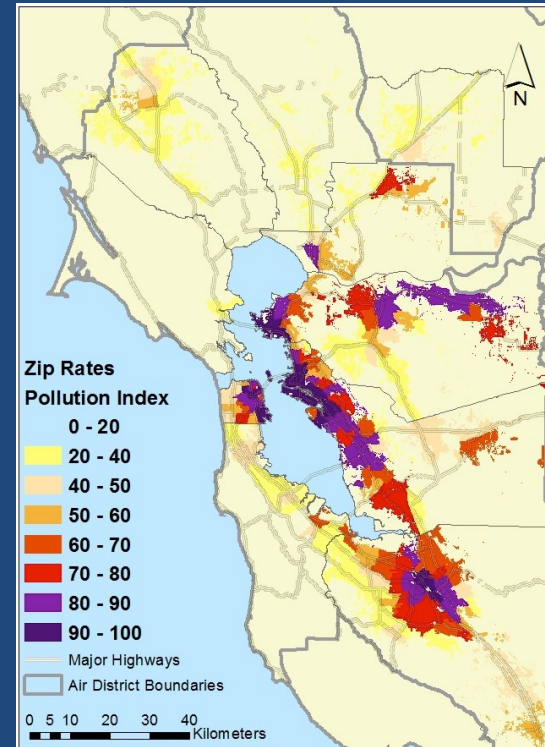 N
Zip Rates
Pollution Index
0 - 20
20 - 40
40 - 50
50 - 60
60 - 70
70 - 80
80 - 90
90 - 100
Major Highways
Air District Boundaries
0 5 10 20 30 40
Kilometers